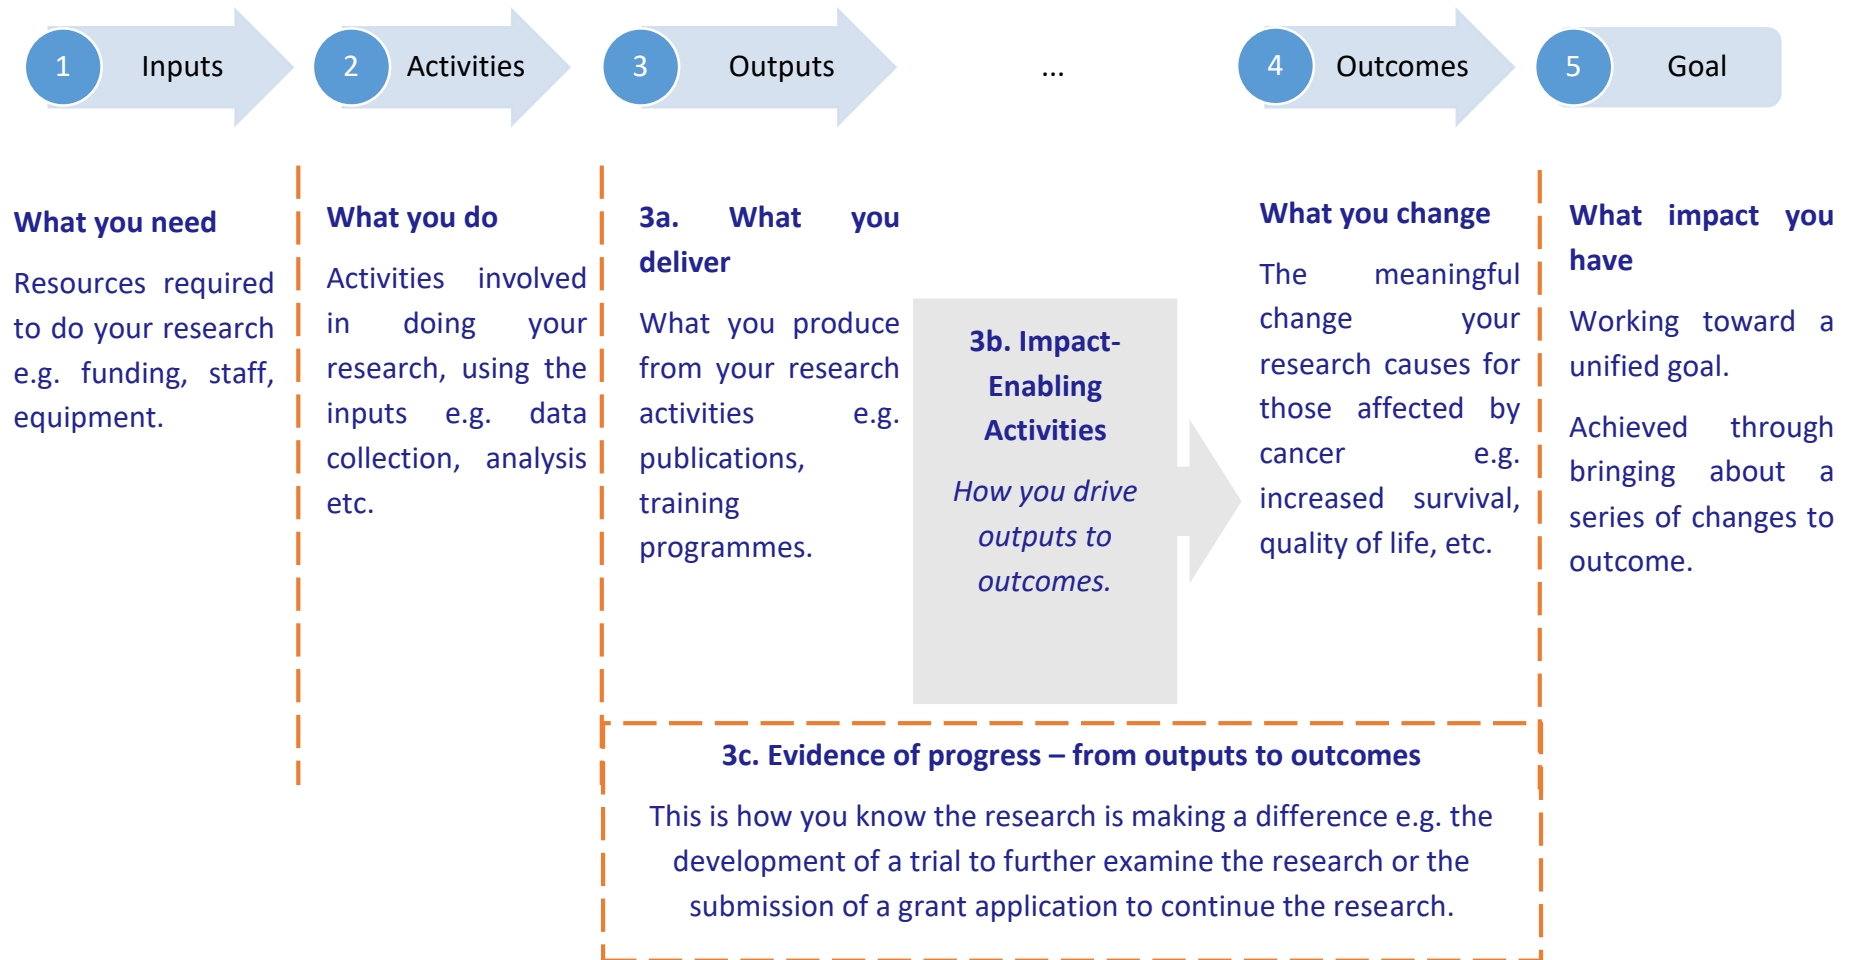 1 Inputs
2 Activities
3 Outputs
...
4 Outcomes
5 Goal
What you need
Resources required
to do your research
e.g. funding, staff,
equipment.
What you do
Activities involved
in doing your
research, using the
inputs e.g. data
collection, analysis
etc.
3a. What you
deliver
What you produce
from your research
activities e.g.
publications,
training
programmes.
3b. Impact-
Enabling
Activities
How you drive
outputs to
outcomes.
What you change
The meaningful
change your
research causes for
those affected by
cancer e.g.
increased survival,
quality of life, etc.
What impact you
have
Working toward a
unified goal.
Achieved through
bringing about a
series of changes to
outcome.
3c. Evidence of progress – from outputs to outcomes
This is how you know the research is making a difference e.g. the
development of a trial to further examine the research or the
submission of a grant application to continue the research.